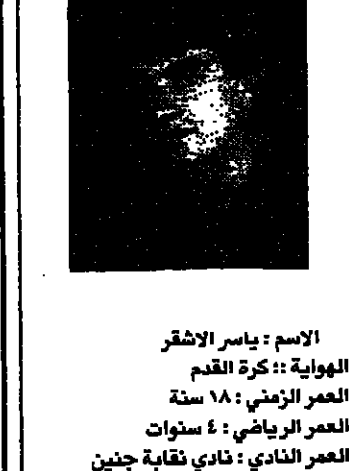 الاسم : ياسر الاشقر
الهواية :: كرة القدم
العمر الزمني : ١٨ سنة
العمر الرياضي : ٤ سنوات
العمر النادي : نادي نقابة جنين